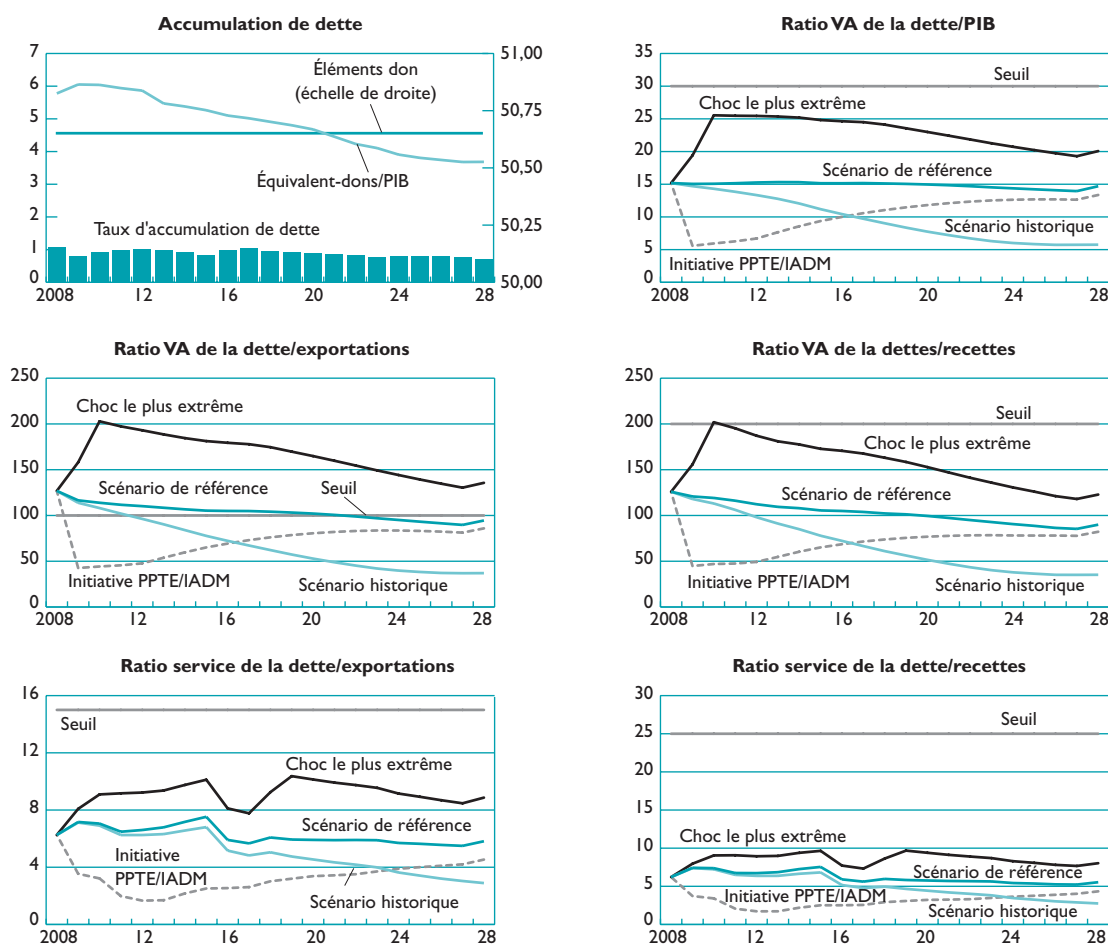 Accumulation de dette
7
6
5
4
3
2
1
0
51,00
50,75
50,50
50,25
50,00
Éléments don
(échelle de droite)
Équivalent-dons/PIB
Taux d'accumulation de dette
2008 12 16 20 24 28
Ratio VA de la dette/PIB
35
30
25
20
15
10
5
0
Seuil
Choc le plus extrême
Scénario de référence
Scénario historique
Initiative PPTE/IADM
2008 12 16 20 24 28
Ratio VA de la dette/exportations
250
200
150
100
50
0
Choc le plus extrême
Scénario de référence
Seuil
Initiative PPTE/IADM
Scénario historique
2008 12 16 20 24 28
Ratio VA de la dettes/recettes
250
200
150
100
50
0
Seuil
Choc le plus extrême
Scénario de référence
Initiative PPTE/IADM
Scénario historique
2008 12 16 20 24 28
Ratio service de la dette/exportations
16
12
8
4
0
Seuil
Choc le plus extrême
Scénario de référence
Initiative
PPTE/IADM
Scénario historique
2008 12 16 20 24 28
Ratio service de la dette/recettes
30
25
20
15
10
5
0
Seuil
Choc le plus extrême
Scénario de référence
Initiative PPTE/IADM
Scénario historique
2008 12 16 20 24 28